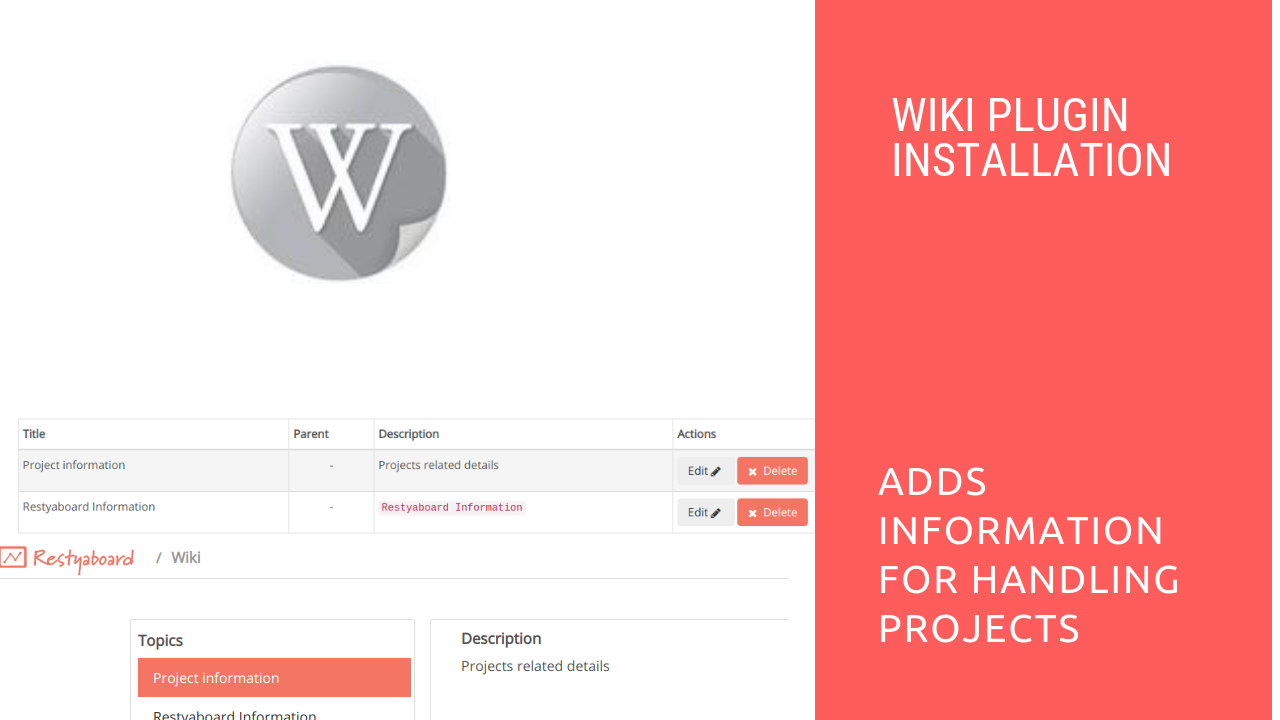 W
WIKI PLUGIN
INSTALLATION
Title Parent Description Actions
Project information - Projects related details Edit Delete
Restyaboard Information - Restyaboard Information Edit Delete
Restyaboard / Wiki
Topics
Project information
Restyaboard Information
Description
Projects related details
ADDS
INFORMATION
FOR HANDLING
PROJECTS